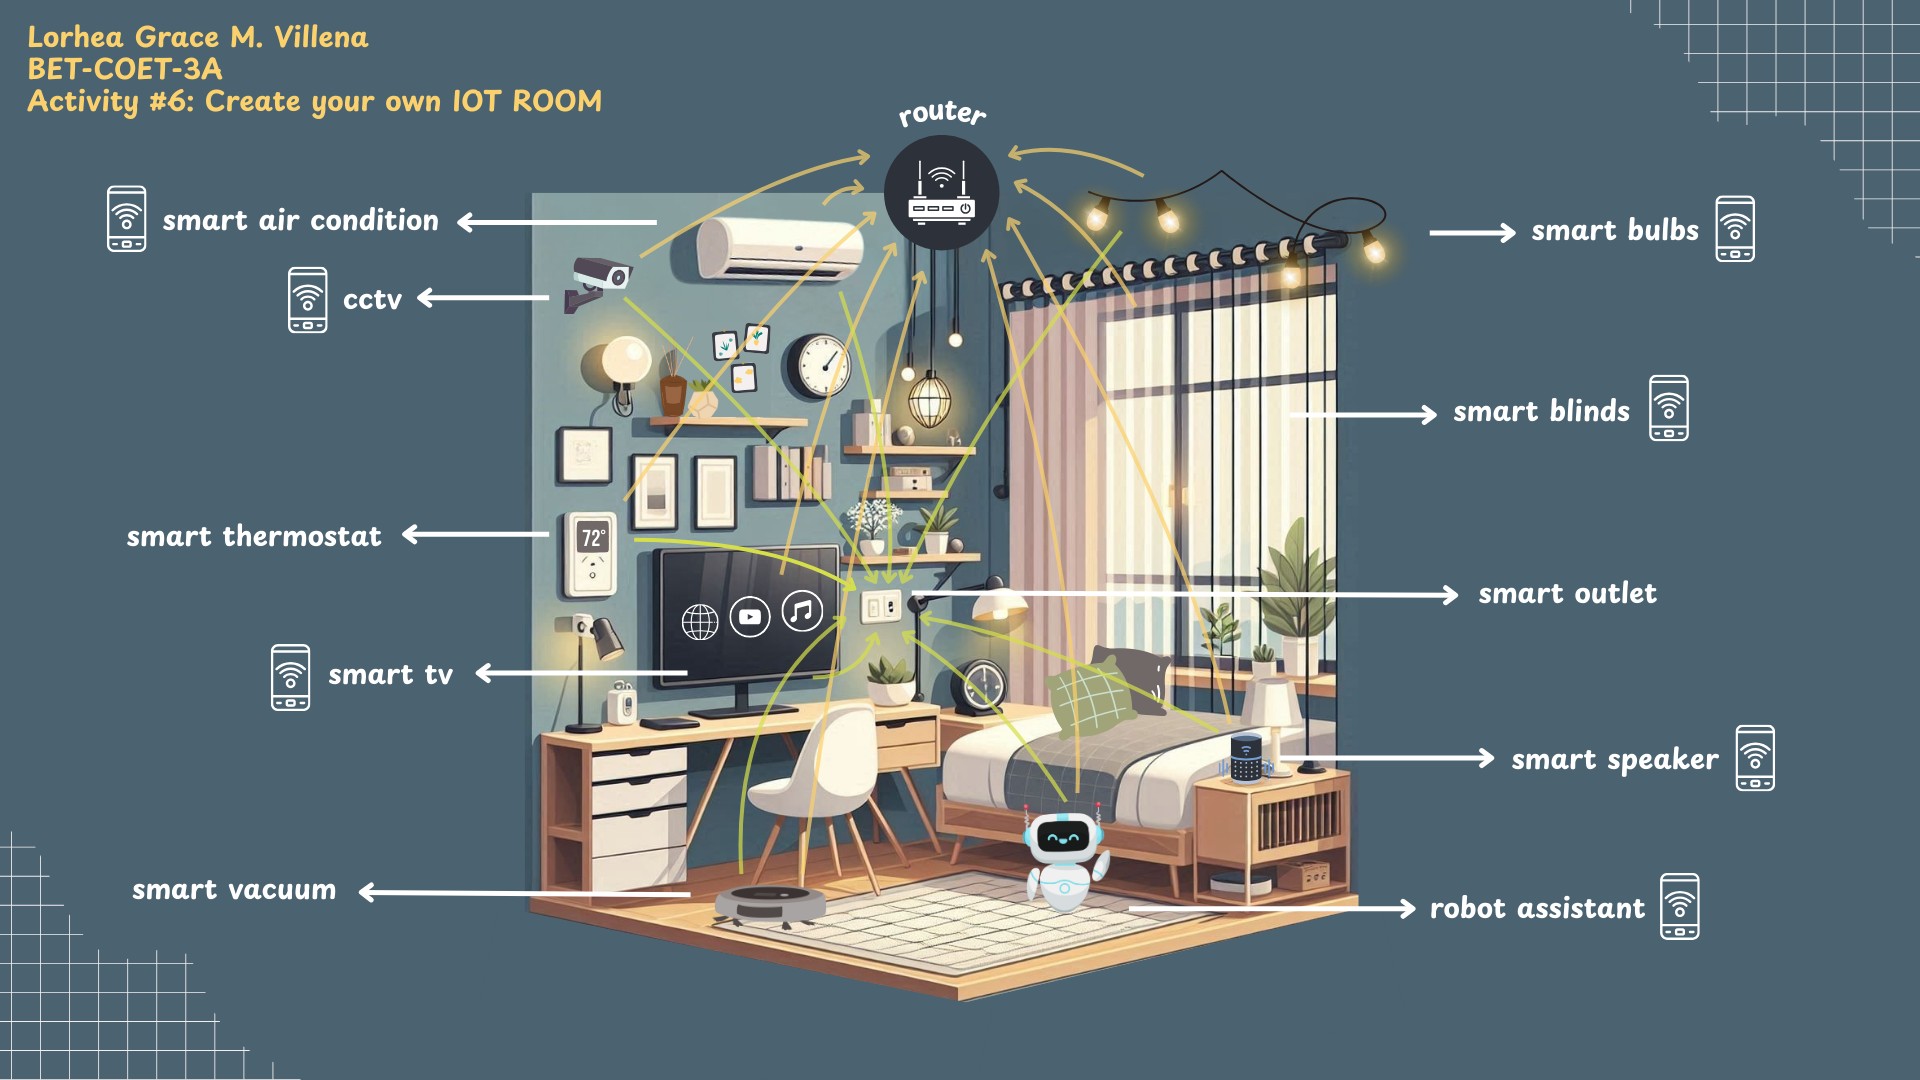 Lorhea Grace M. Villena
BET-COET-3A
Activity #6: Create your own IOT ROOM
router
smart air condition
smart bulbs
cctv
smart blinds
smart thermostat
72°
smart outlet
smart tv
smart speaker
smart vacuum
robot assistant